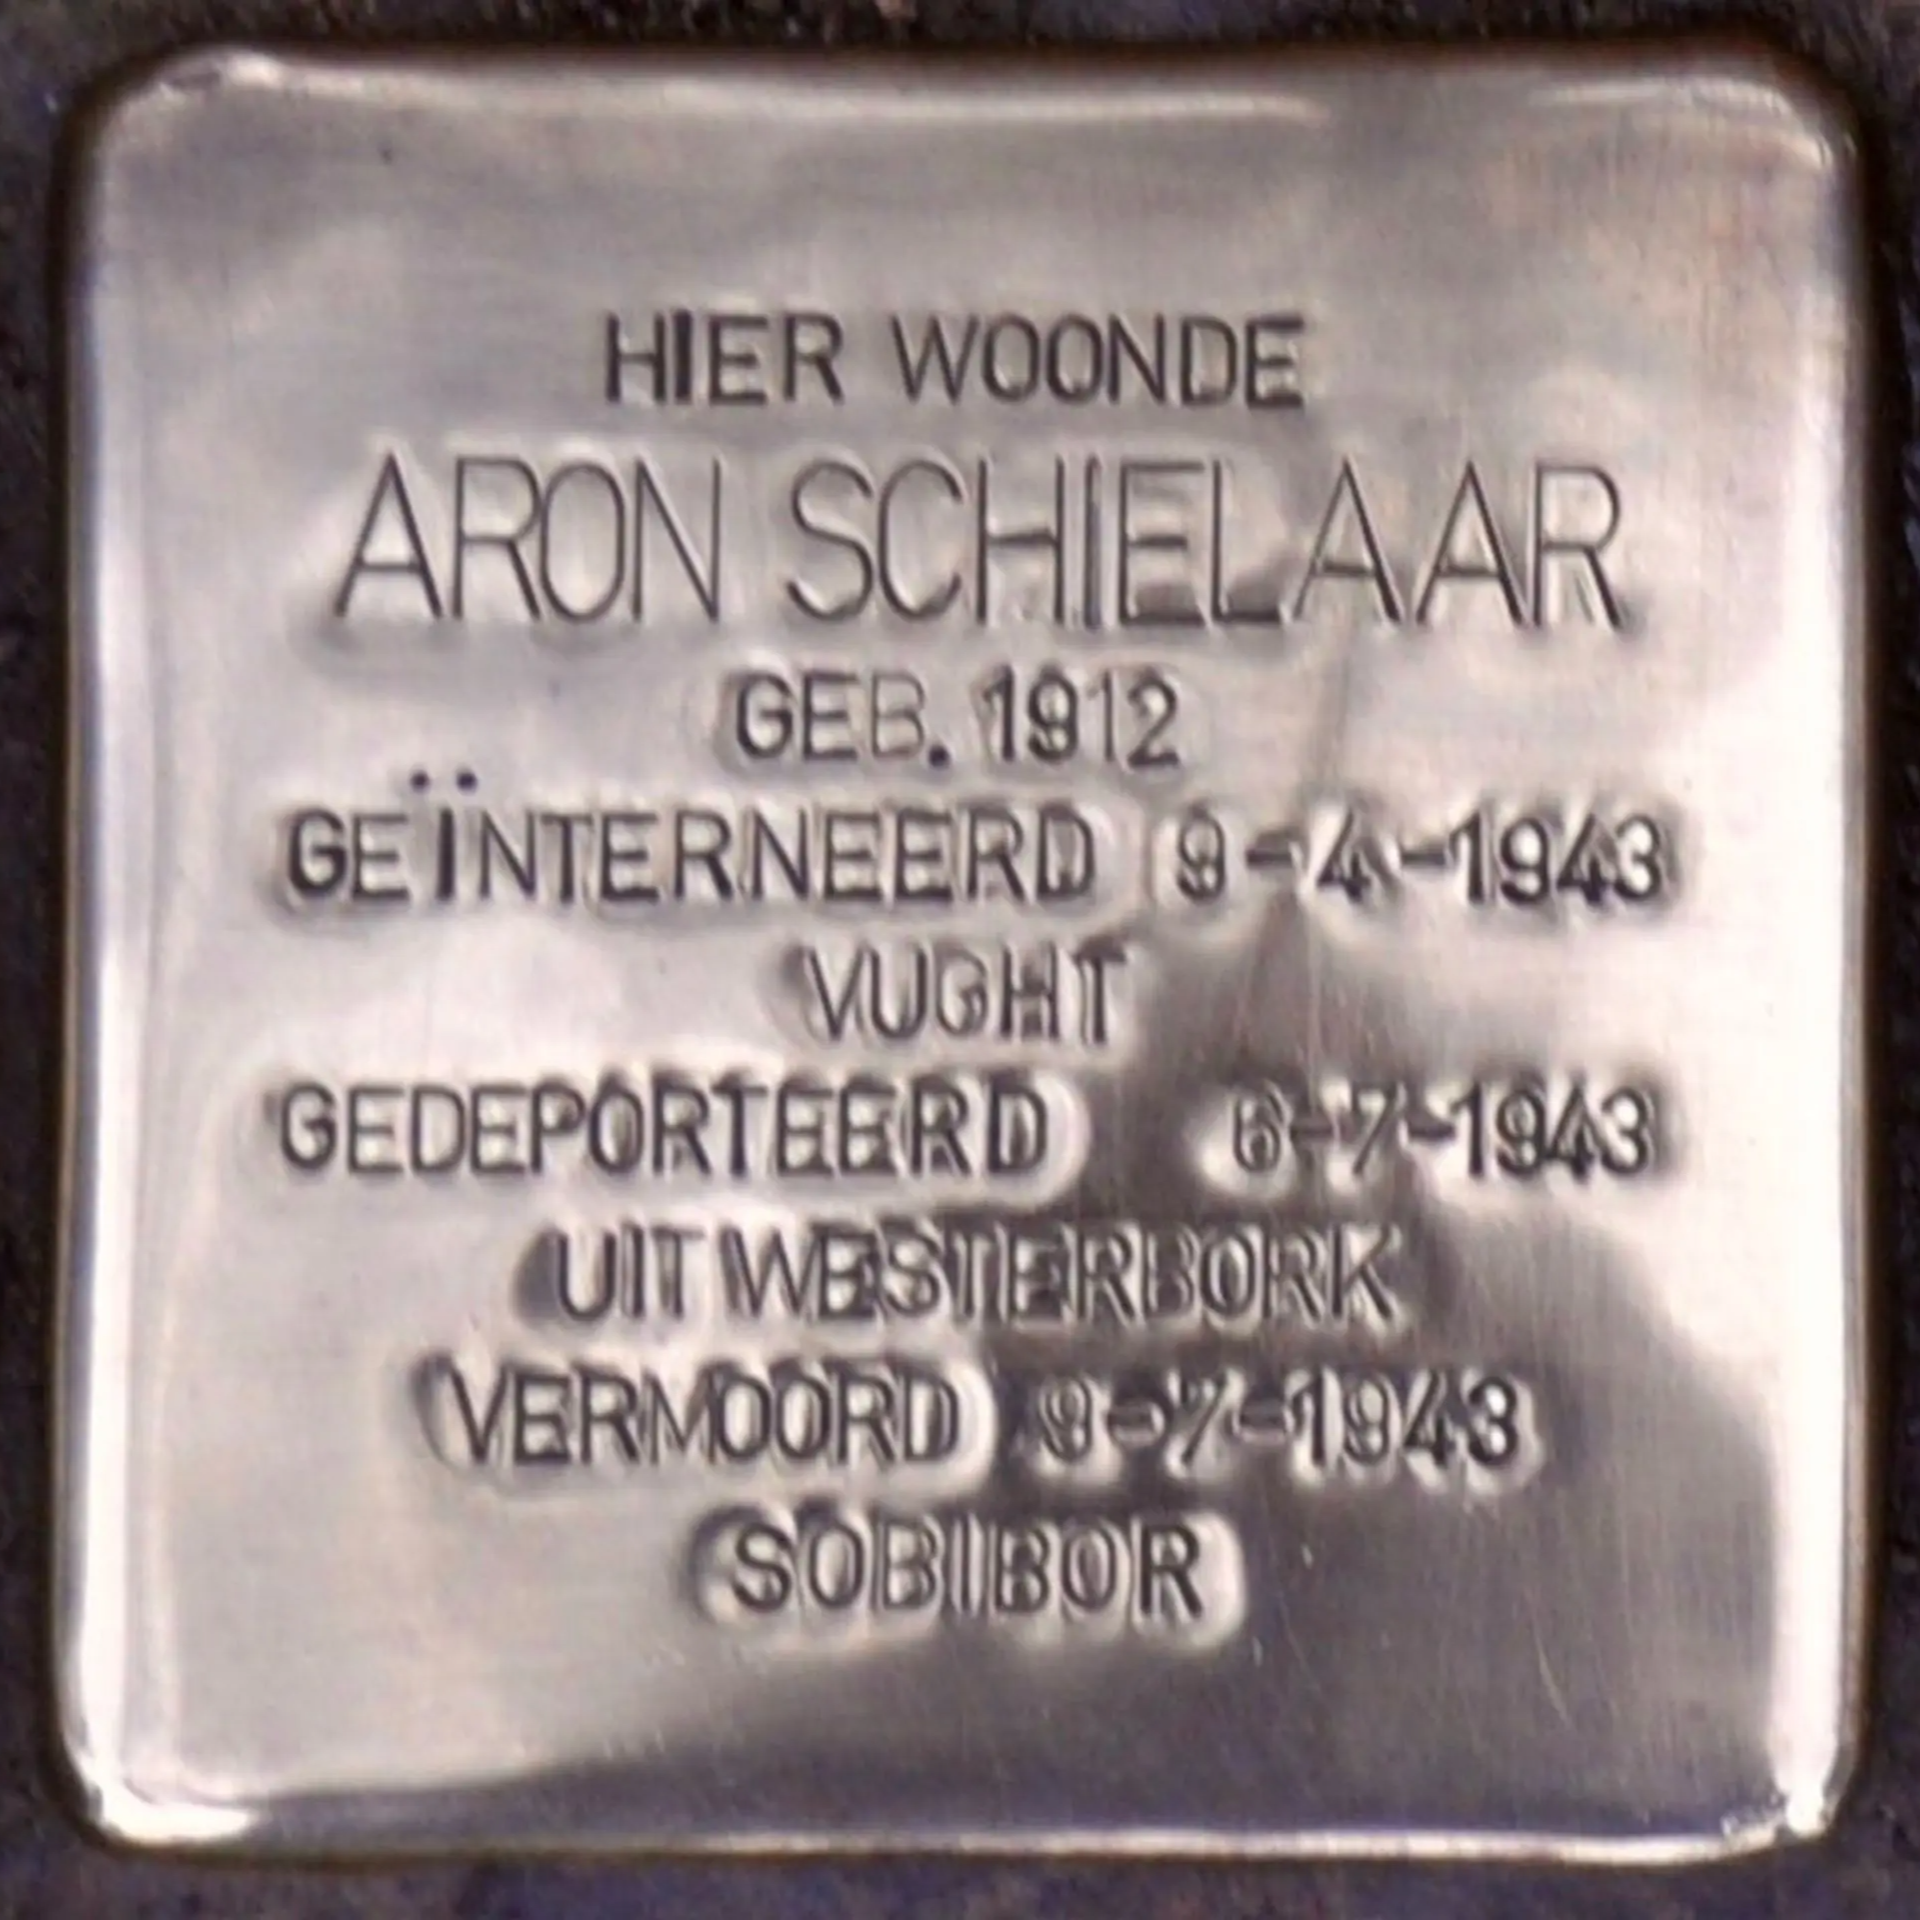 HIER WOONDE
ARON SCHIELAAR
GEB. 1912
GEÏNTERNEERD 9-4-1943
VUGHT
GEDEPORTEERD 6-7-1943
UIT WESTERBORK
VERMOORD 9-7-1943
SOBIBOR